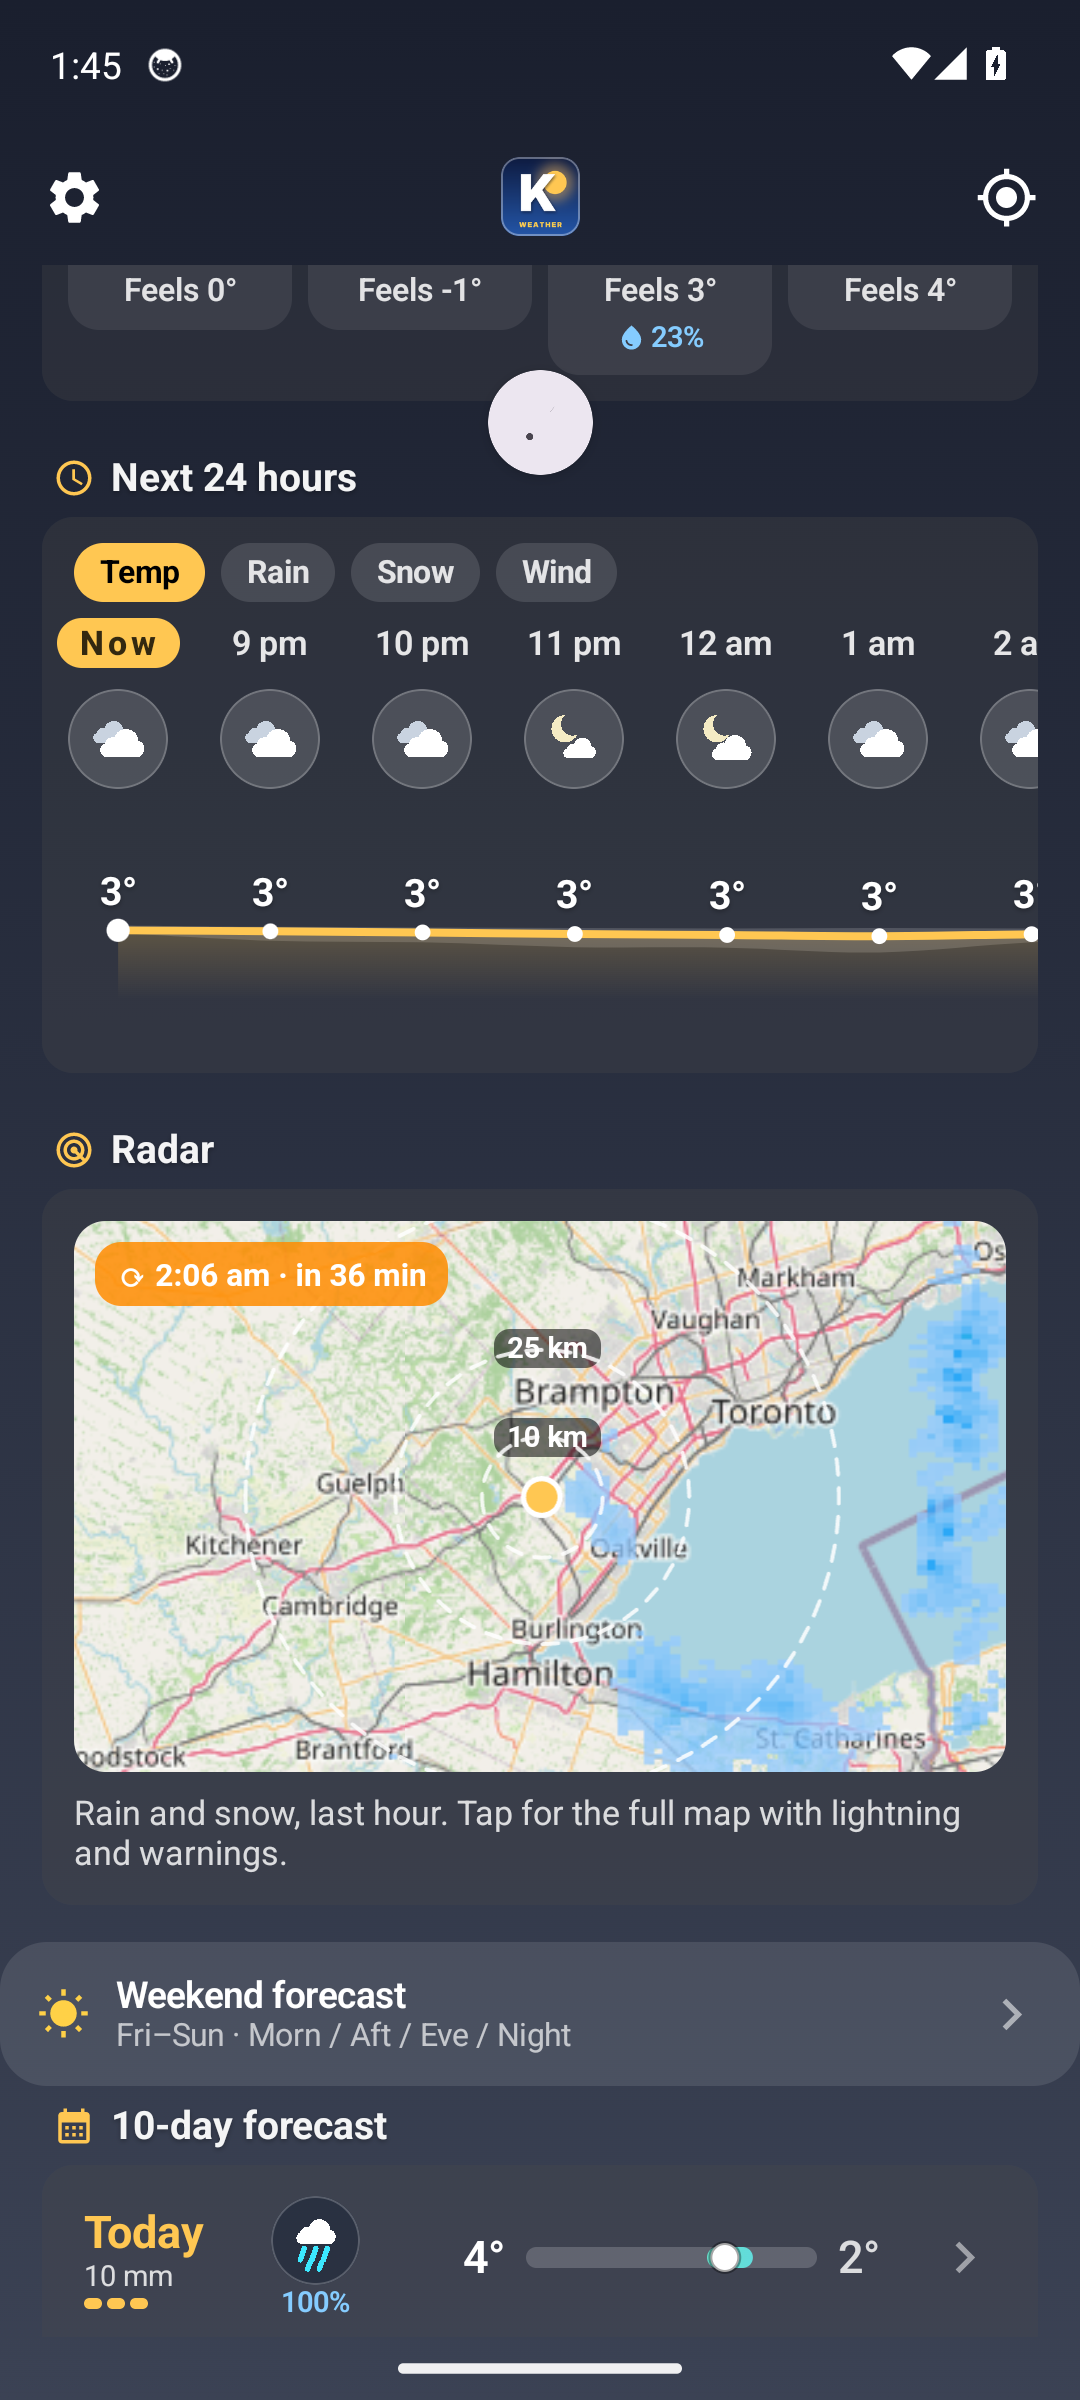 1:45
K
WEATHER
Feels 0° Feels -1° Feels 3° Feels 4°
23%
Next 24 hours
Temp Rain Snow Wind
Now 9 pm 10 pm 11 pm 12 am 1 am 2 a
3° 3° 3° 3° 3° 3° 3°
Radar
2:06 am · in 36 min
Os
Markham
Vaughan
25 km
Brampton
Toronto
10 km
Guelph
Kitchener
Oakville
Cambridge
Burlington
Hamilton
St. Catharines
Brantford
oodstock
Rain and snow, last hour. Tap for the full map with lightning
and warnings.
Weekend forecast
Fri–Sun · Morn / Aft / Eve / Night
10-day forecast
Today
10 mm
100%
4° 2°